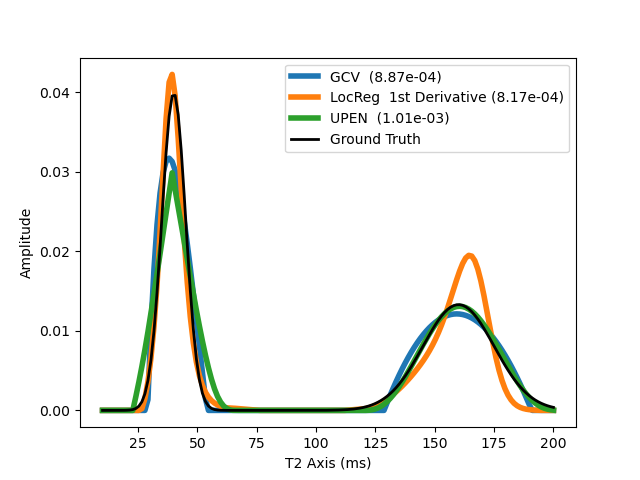 GCV  (8.87e-04)
LocReg  1st Derivative (8.17e-04)
UPEN  (1.01e-03)
Ground Truth
Amplitude
0.04
0.03
0.02
0.01
0.00
25 50 75 100 125 150 175 200
T2 Axis (ms)